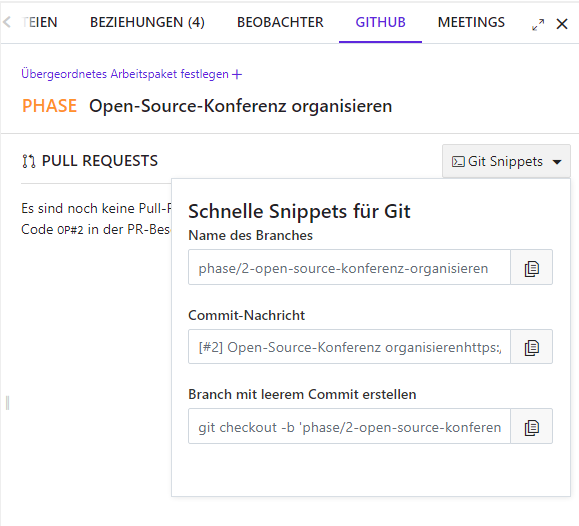 EIEN BEZIEHUNGEN (4) BEOBACHTER GITHUB MEETINGS
Übergeordnetes Arbeitspaket festlegen +
PHASE Open-Source-Konferenz organisieren
PULL REQUESTS
Git Snippets
Es sind noch keine Pull-
Code OP#2 in der PR-Bes
Schnelle Snippets für Git
Name des Branches
phase/2-open-source-konferenz-organisieren
Commit-Nachricht
[#2] Open-Source-Konferenz organisierenhttps:
Branch mit leerem Commit erstellen
git checkout -b 'phase/2-open-source-konferen